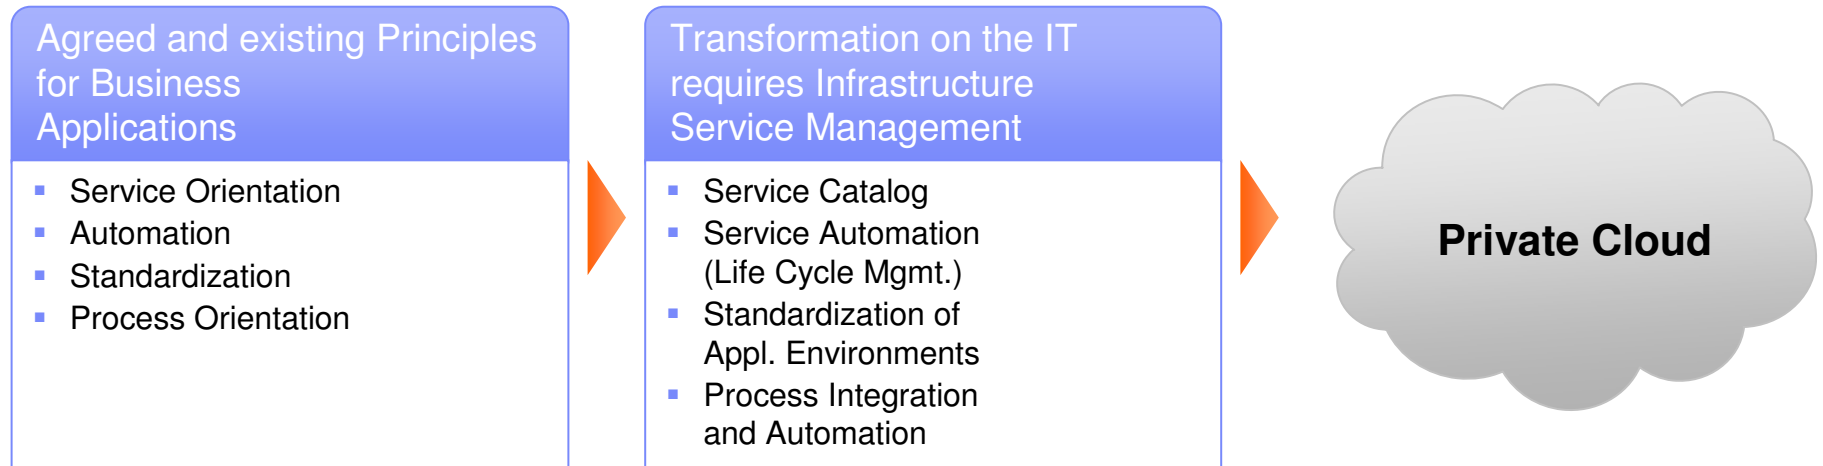 Agreed and existing Principles
for Business
Applications
Service Orientation
Automation
Standardization
Process Orientation
Transformation on the IT
requires Infrastructure
Service Management
Service Catalog
Service Automation
(Life Cycle Mgmt.)
Standardization of
Appl. Environments
Process Integration
and Automation
Private Cloud